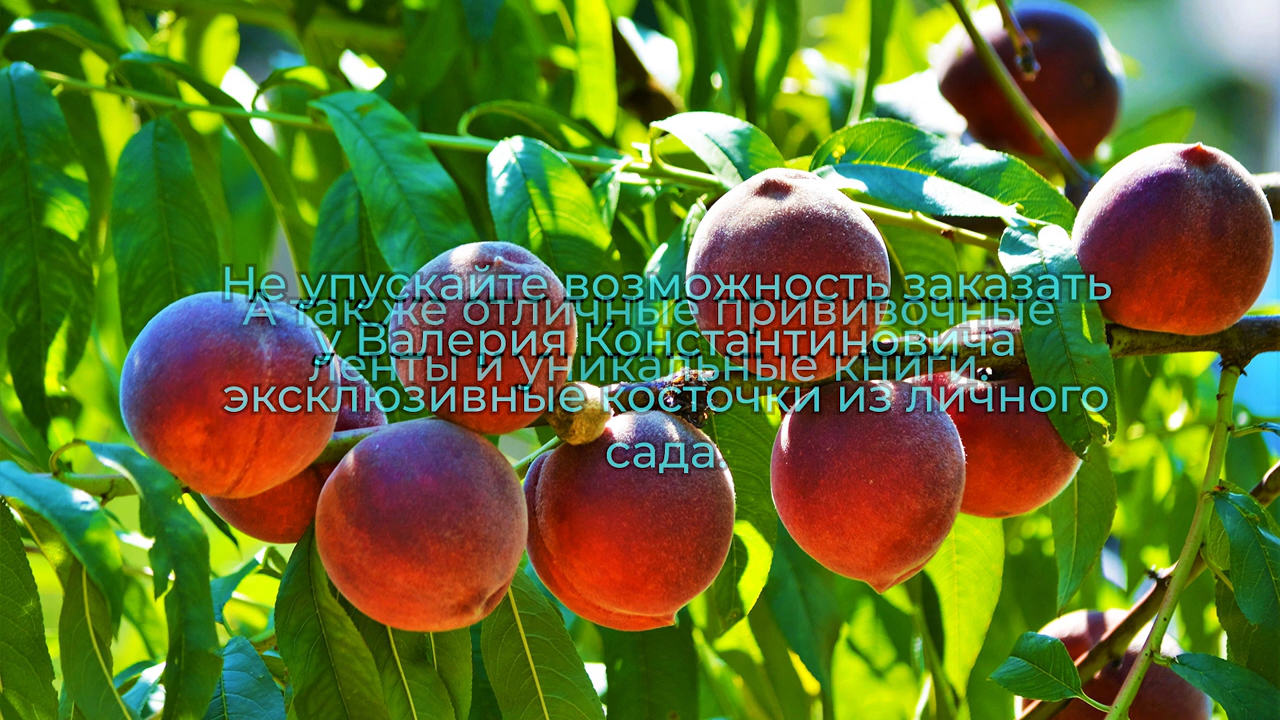 Не упускайте возможность заказать
А так же отличные прививочные
у Валерия Константиновича
ленты и уникальные книги.
эксклюзивные косточки из личного
сада.